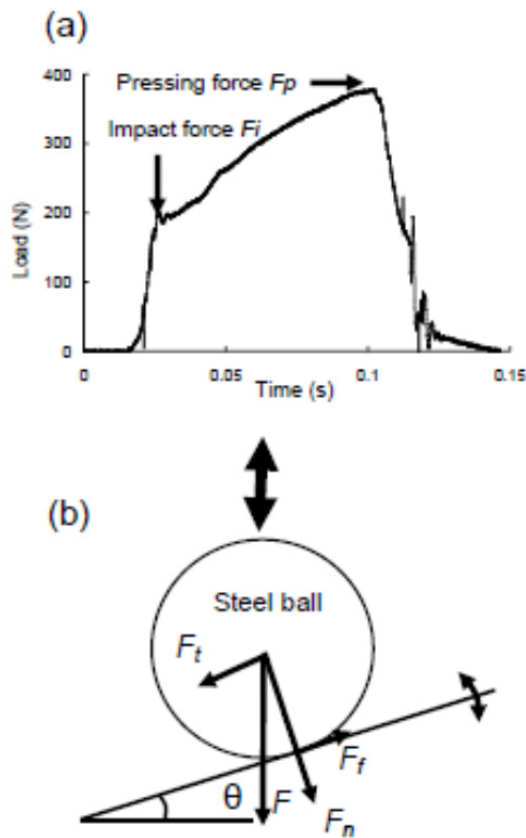 (a)
400
Pressing force Fp
Impact force Fi
300
200
100
0
Load (N)
0
0.05
0.1
0.15
Time (s)
(b)
Steel ball
Ft
Ff
θ
F
Fn